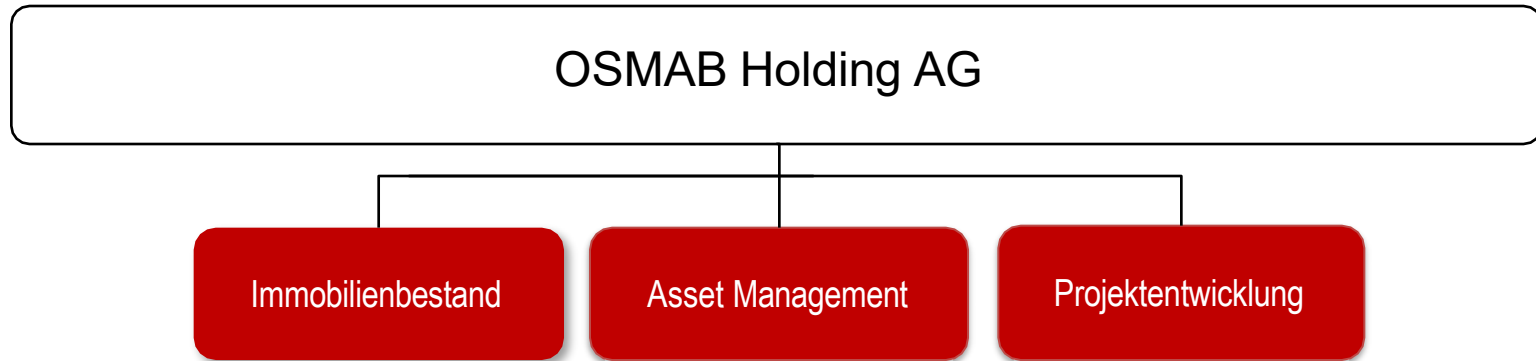 OSMAB Holding AG
Immobilienbestand
Asset Management
Projektentwicklung